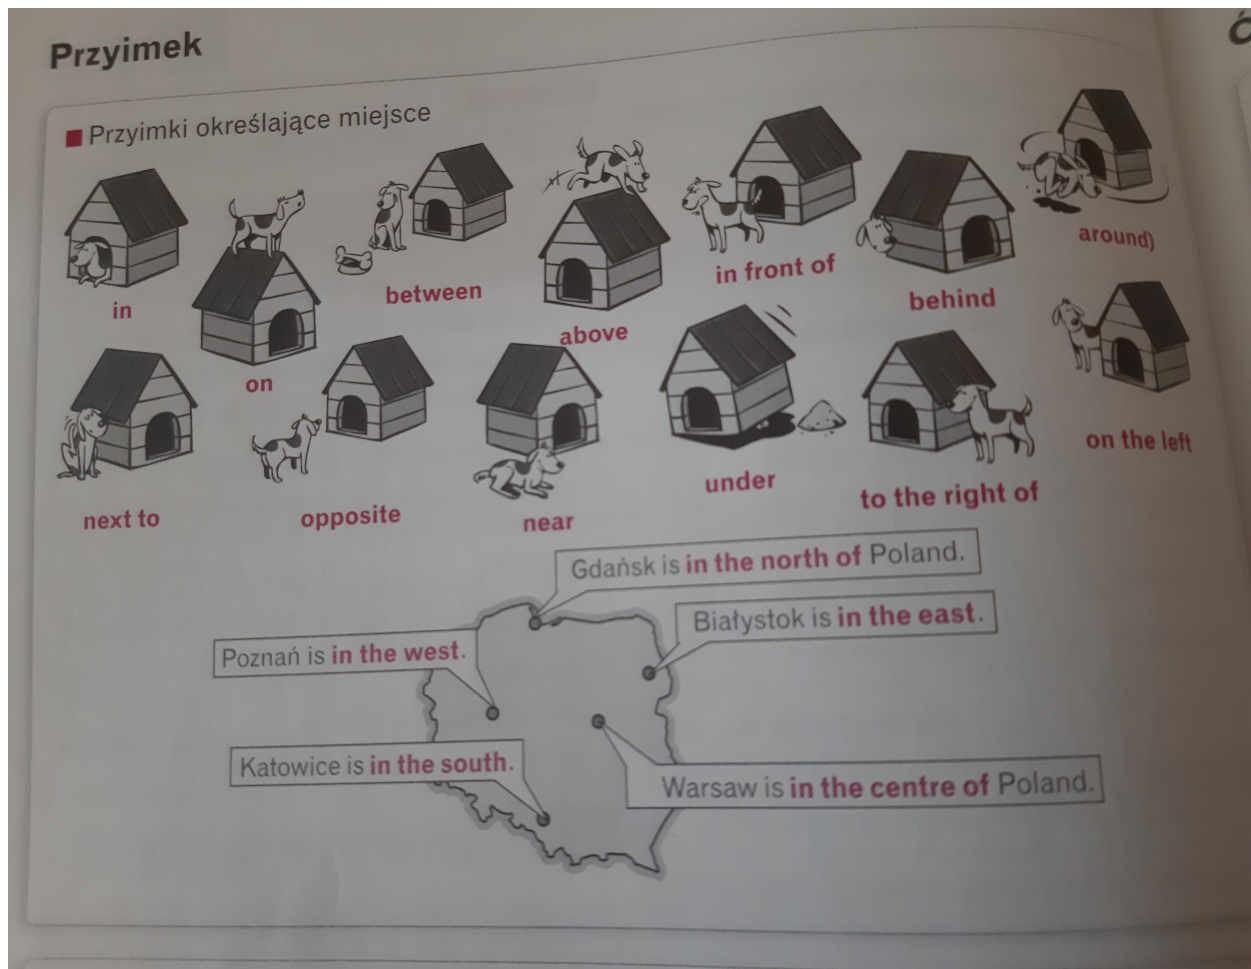 Przyimek
Przyimki określające miejsce
in
on
between
above
in front of
behind
around)
next to
opposite
near
under
to the right of
on the left
Gdańsk is in the north of Poland.
Białystok is in the east.
Poznań is in the west.
Katowice is in the south.
Warsaw is in the centre of Poland.
Ć